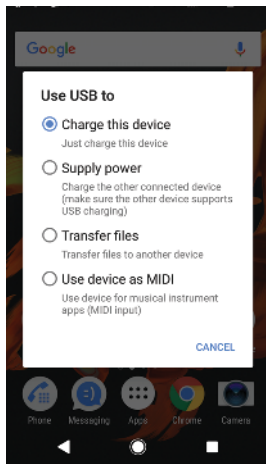 Google
Use USB to
Charge this device
Just charge this device
Supply power
Charge the other connected device
(make sure the other device supports
USB charging)
Transfer files
Transfer files to another device
Use device as MIDI
Use device for musical instrument
apps (MIDI input)
CANCEL
Phone Messaging Apps Chrome Camera